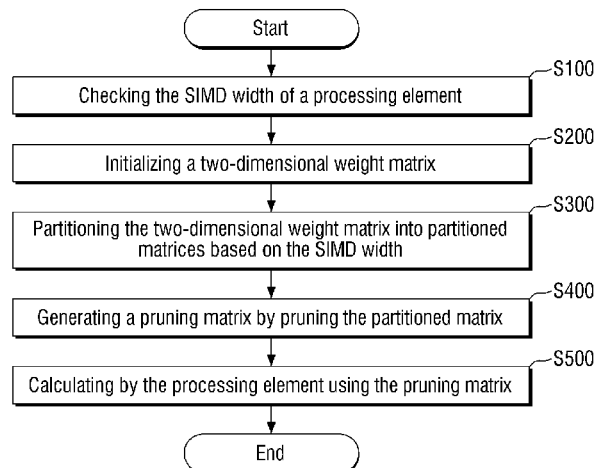 Start
S100
Checking the SIMD width of a processing element
S200
Initializing a two-dimensional weight matrix
S300
Partitioning the two-dimensional weight matrix into partitioned
matrices based on the SIMD width
S400
Generating a pruning matrix by pruning the partitioned matrix
S500
Calculating by the processing element using the pruning matrix
End